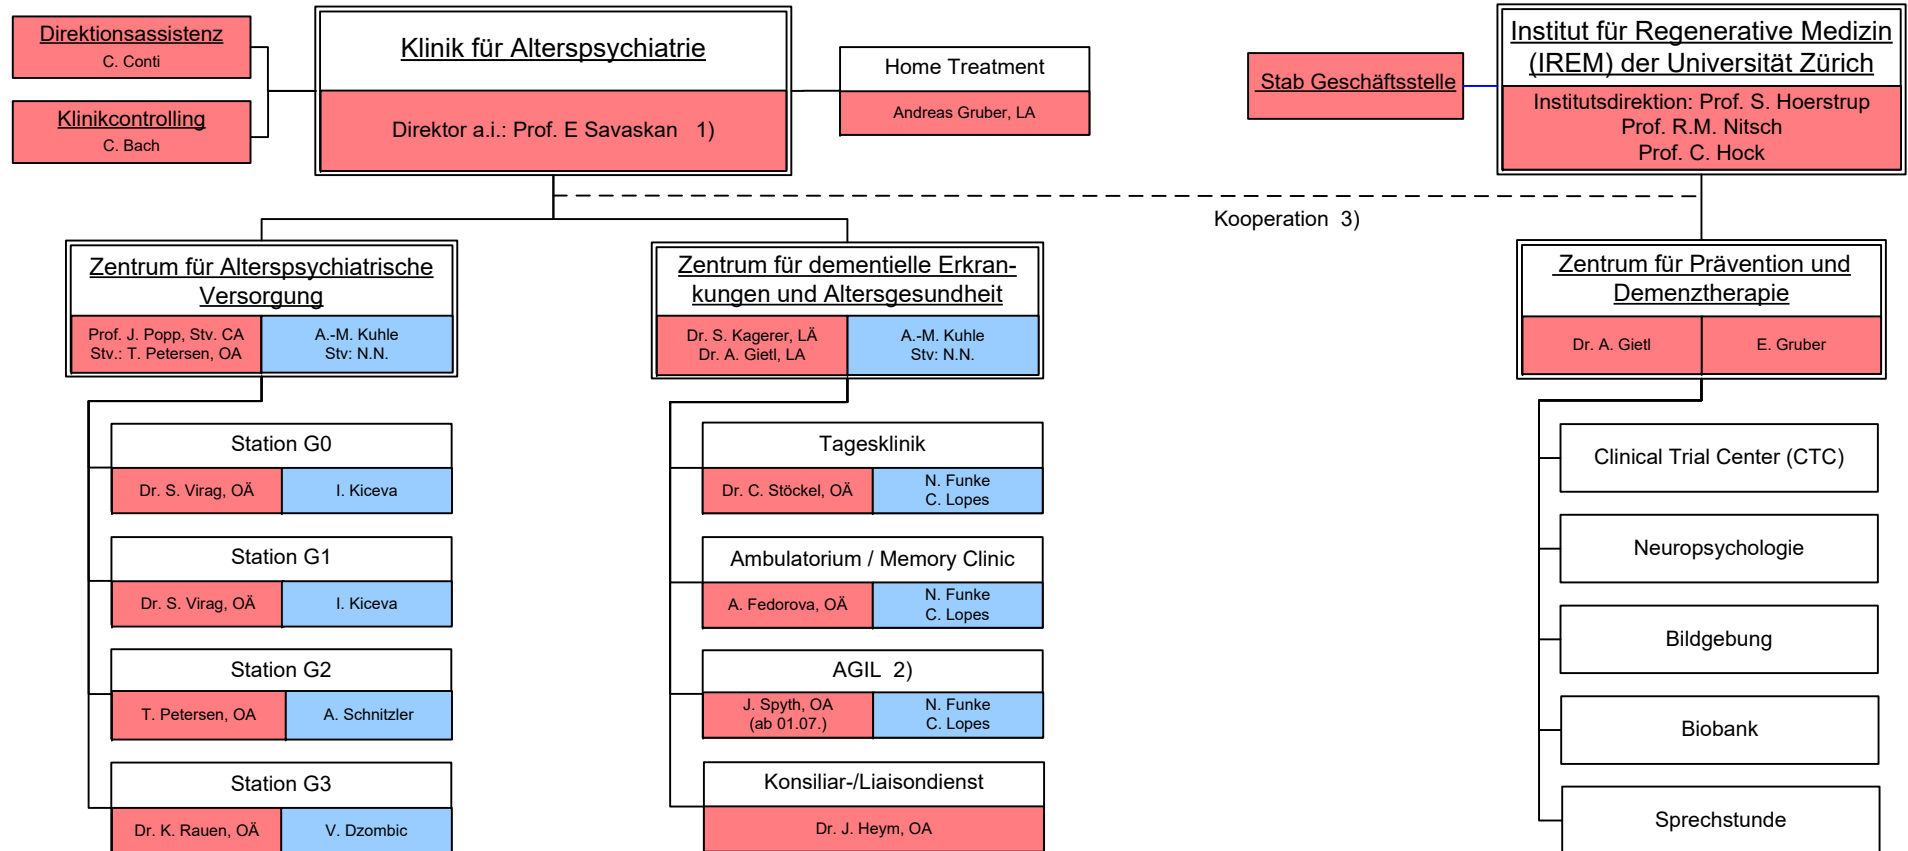 Direktionsassistenz
C. Conti
Klinikcontrolling
C. Bach
Klinik für Alterspsychiatrie
Direktor a.i.: Prof. E Savaskan 1)
Home Treatment
Andreas Gruber, LA
Stab Geschäftsstelle
Institut für Regenerative Medizin
(IREM) der Universität Zürich
Institutsdirektion: Prof. S. Hoerstrup
Prof. R.M. Nitsch
Prof. C. Hock
Kooperation 3)
Zentrum für Alterspsychiatrische
Versorgung
Prof. J. Popp, Stv. CA
Stv.: T. Petersen, OA
A.-M. Kuhle
Stv: N.N.
Station G0
Dr. S. Virag, OÄ
I. Kiceva
Station G1
Dr. S. Virag, OÄ
I. Kiceva
Station G2
T. Petersen, OA
A. Schnitzler
Station G3
Dr. K. Rauen, OÄ
V. Dzombic
Zentrum für dementielle Erkran-
kungen und Altersgesundheit
Dr. S. Kagerer, LÄ
Dr. A. Gietl, LA
A.-M. Kuhle
Stv: N.N.
Tagesklinik
Dr. C. Stöckel, OÄ
N. Funke
C. Lopes
Ambulatorium / Memory Clinic
A. Fedorova, OÄ
N. Funke
C. Lopes
AGIL 2)
J. Spyth, OA
(ab 01.07.)
N. Funke
C. Lopes
Konsiliar-/Liaisondienst
Dr. J. Heym, OA
Zentrum für Prävention und
Demenztherapie
Dr. A. Gietl
E. Gruber
Clinical Trial Center (CTC)
Neuropsychologie
Bildgebung
Biobank
Sprechstunde